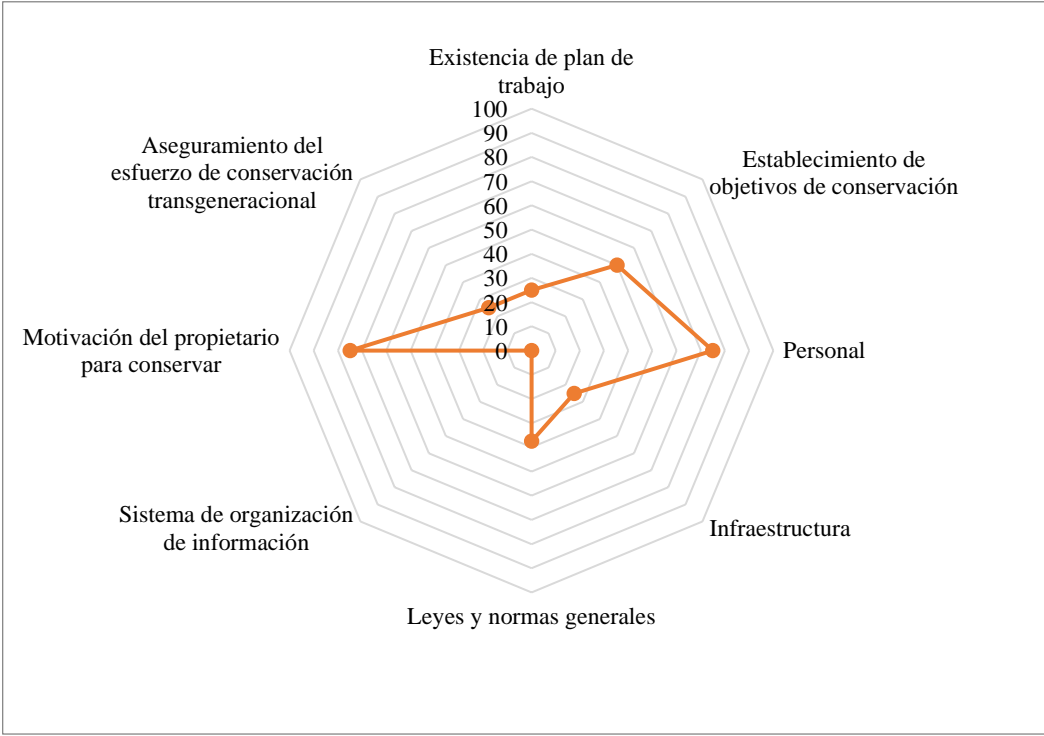 Existencia de plan de
trabajo
100
90
80
70
60
50
40
30
20
10
0
Establecimiento de
objetivos de conservación
Personal
Infraestructura
Leyes y normas generales
Sistema de organización
de información
Motivación del propietario
para conservar
Aseguramiento del
esfuerzo de conservación
transgeneracional